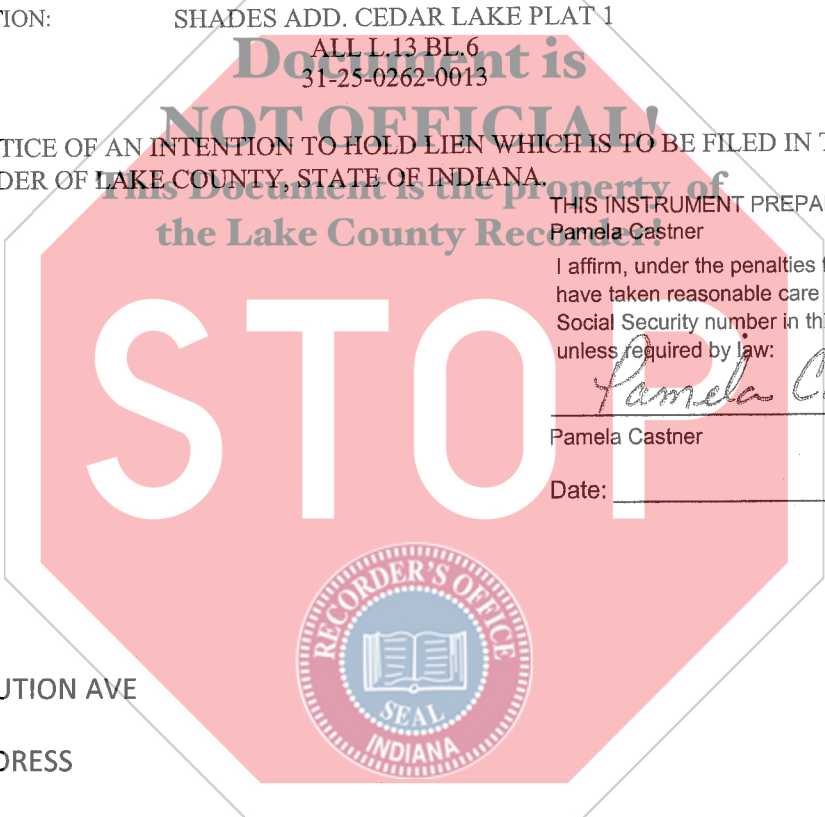 TION: SHADES ADD. CEDAR LAKE PLAT 1
ALL L.13 BL.6
31-25-0262-0013
Document is
NOT OFFICIAL!
This Document is the property of
the Lake County Recorder!
TICE OF AN INTENTION TO HOLD LIEN WHICH IS TO BE FILED IN T
DER OF LAKE COUNTY, STATE OF INDIANA.
THIS INSTRUMENT PREPA
Pamela Castner
I affirm, under the penalties
have taken reasonable care
Social Security number in thi
unless required by law:
Pamela C
Pamela Castner
Date:
STOP
RECORDER'S OFFICE
SEAL
INDIANA
UTION AVE
DRESS